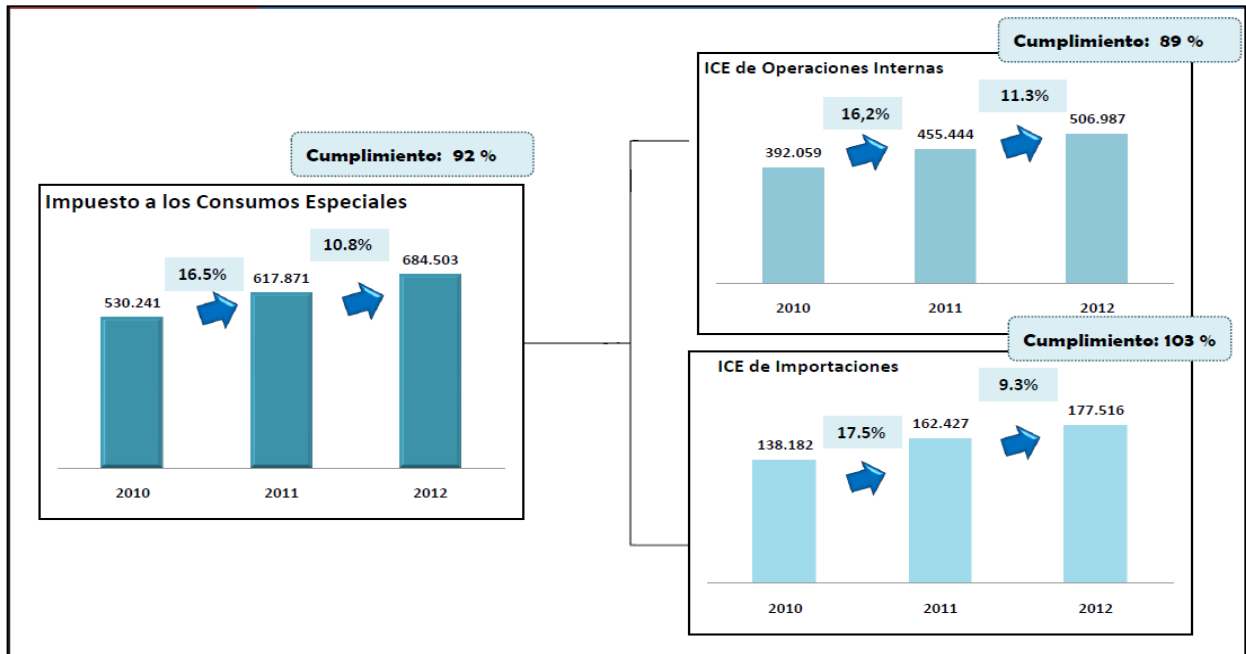 Cumplimiento: 92 %
Impuesto a los Consumos Especiales
10.8%
16.5%
684.503
617.871
530.241
2010 2011 2012
Cumplimiento: 89 %
ICE de Operaciones Internas
11.3%
16,2%
506.987
455.444
392.059
2010 2011 2012
Cumplimiento: 103 %
ICE de Importaciones
9.3%
177.516
17.5%
162.427
138.182
2010 2011 2012